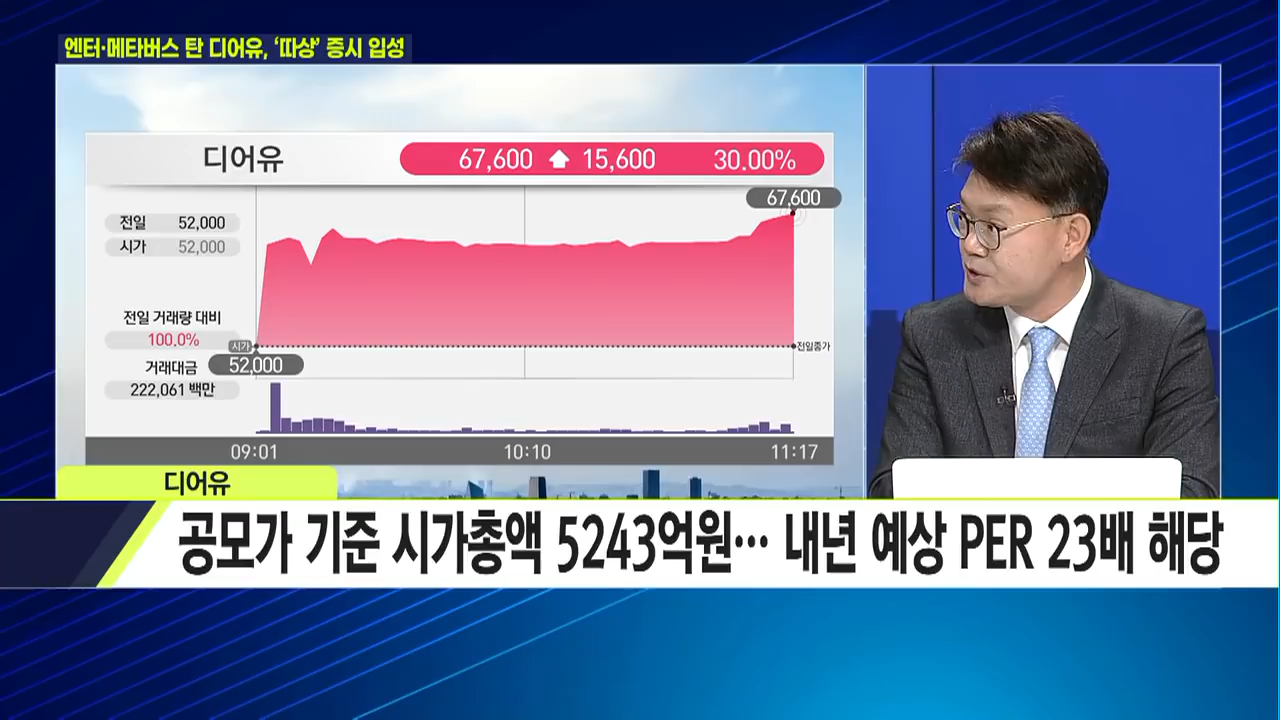 엔터·메타버스 탄 디어유, ‘따상’ 증시 입성
디어유 67,600 15,600 30.00%
67,600
전일 52,000
시가 52,000
전일 거래량 대비
100.0%
시가 전일종가
거래대금 52,000
222,061 백만
09:01 10:10 11:17
디어유
공모가 기준 시가총액 5243억원… 내년 예상 PER 23배 해당